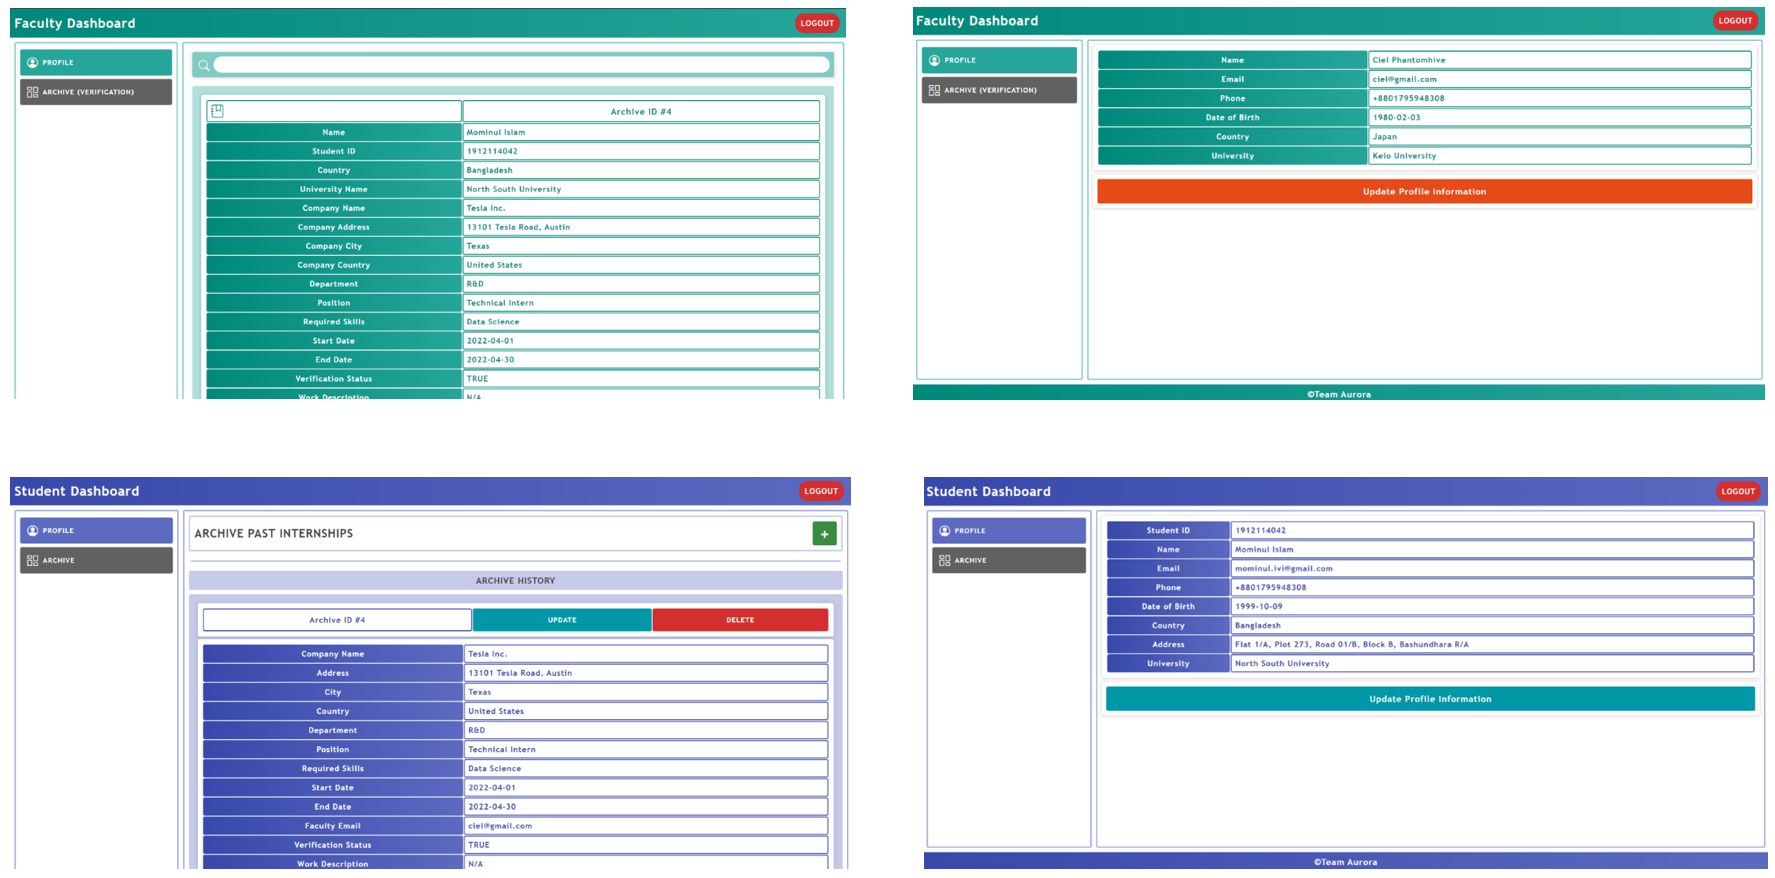 Faculty Dashboard
LOGOUT
PROFILE
ARCHIVE (VERIFICATION)
Archive ID #4
Name Mominul Islam
Student ID 1912114042
Country Bangladesh
University Name North South University
Company Name Tesla Inc.
Company Address 13101 Tesla Road, Austin
Company City Texas
Company Country United States
Department R&D
Position Technical Intern
Required Skills Data Science
Start Date 2022-04-01
End Date 2022-04-30
Verification Status TRUE
Work Description N/A
Faculty Dashboard
LOGOUT
PROFILE
ARCHIVE (VERIFICATION)
Name Ciel Phantomhive
Email ciel@gmail.com
Phone +8801795948308
Date of Birth 1980-02-03
Country Japan
University Keio University
Update Profile Information
©Team Aurora
Student Dashboard
LOGOUT
PROFILE
ARCHIVE
ARCHIVE PAST INTERNSHIPS +
ARCHIVE HISTORY
Archive ID #4 UPDATE DELETE
Company Name Tesla Inc.
Address 13101 Tesla Road, Austin
City Texas
Country United States
Department R&D
Position Technical Intern
Required Skills Data Science
Start Date 2022-04-01
End Date 2022-04-30
Faculty Email ciel@gmail.com
Verification Status TRUE
Work Description N/A
Student Dashboard
LOGOUT
PROFILE
ARCHIVE
Student ID 1912114042
Name Mominul Islam
Email mominul.ivi@gmail.com
Phone +8801795948308
Date of Birth 1999-10-09
Country Bangladesh
Address Flat 1/A, Plot 273, Road 01/B, Block B, Bashundhara R/A
University North South University
Update Profile Information
©Team Aurora